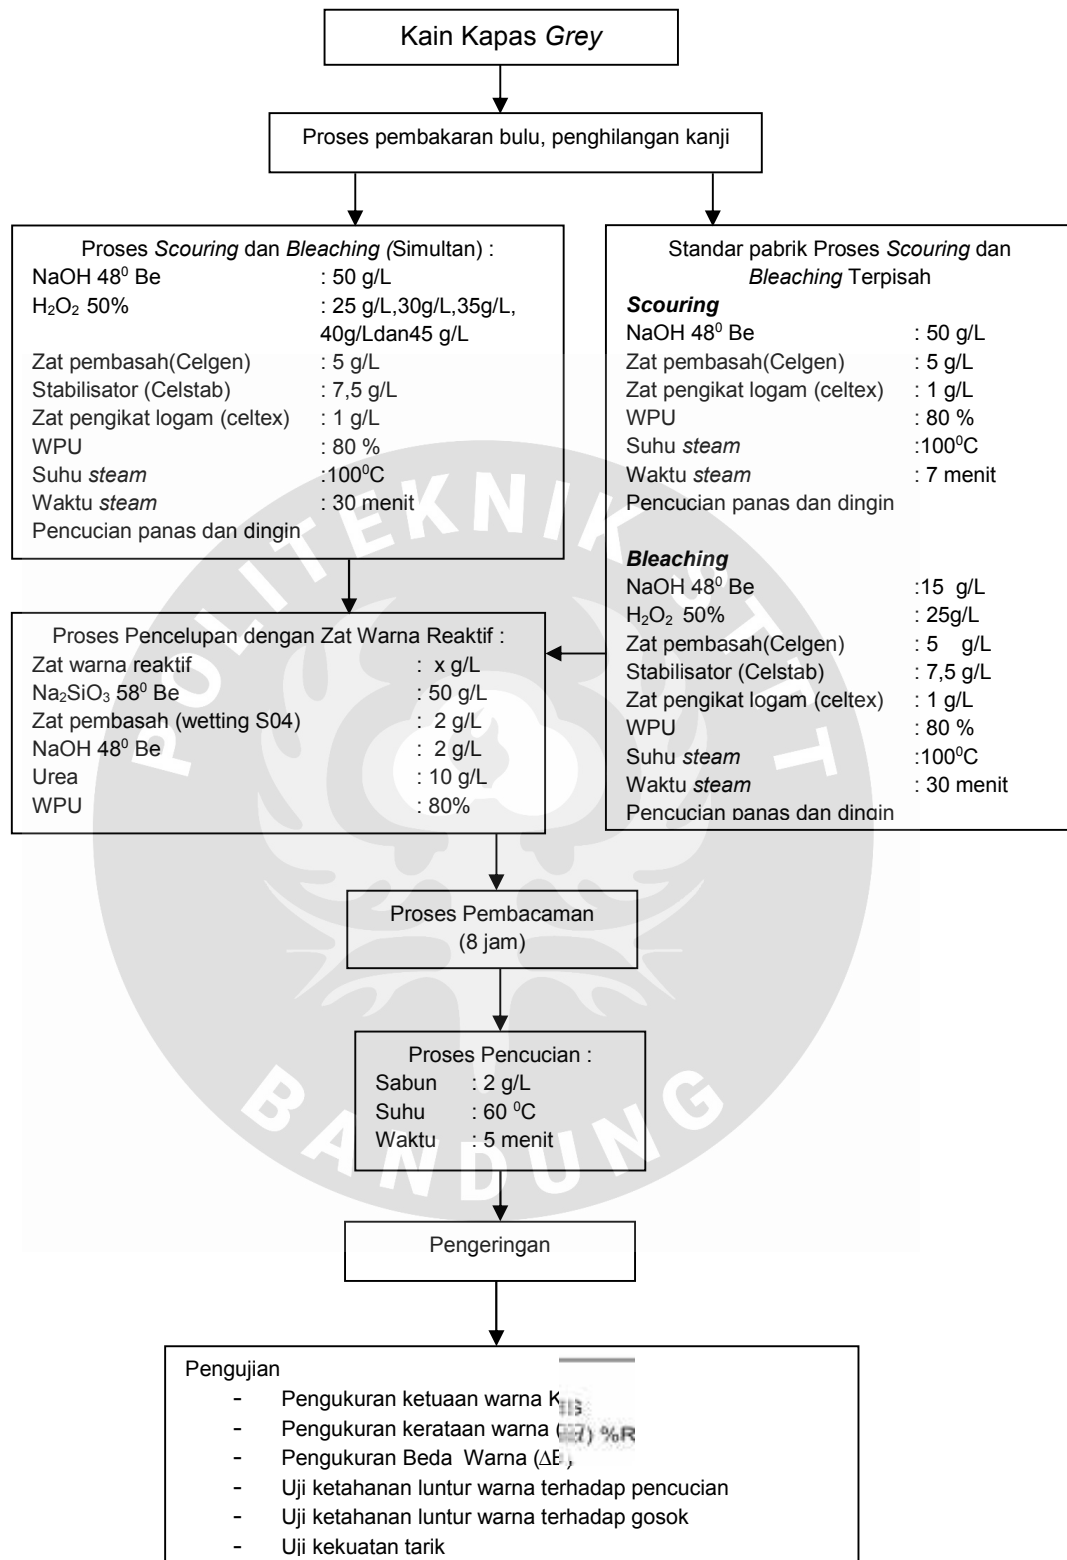 Kain Kapas Grey
Proses pembakaran bulu, penghilangan kanji
Proses Scouring dan Bleaching (Simultan) :
NaOH 48⁰ Be : 50 g/L
H₂O₂ 50% : 25 g/L,30g/L,35g/L,
40g/Ldan45 g/L
Zat pembasah(Celgen) : 5 g/L
Stabilisator (Celstab) : 7,5 g/L
Zat pengikat logam (celtex) : 1 g/L
WPU : 80 %
Suhu steam :100⁰C
Waktu steam : 30 menit
Pencucian panas dan dingin
Standar pabrik Proses Scouring dan
Bleaching Terpisah
Scouring
NaOH 48⁰ Be : 50 g/L
Zat pembasah(Celgen) : 5 g/L
Zat pengikat logam (celtex) : 1 g/L
WPU : 80 %
Suhu steam :100⁰C
Waktu steam : 7 menit
Pencucian panas dan dingin
Bleaching
NaOH 48⁰ Be :15 g/L
H₂O₂ 50% : 25g/L
Zat pembasah(Celgen) : 5 g/L
Stabilisator (Celstab) : 7,5 g/L
Zat pengikat logam (celtex) : 1 g/L
WPU : 80 %
Suhu steam :100⁰C
Waktu steam : 30 menit
Pencucian panas dan dingin
Proses Pencelupan dengan Zat Warna Reaktif :
Zat warna reaktif : x g/L
Na₂SiO₃ 58⁰ Be : 50 g/L
Zat pembasah (wetting S04) : 2 g/L
NaOH 48⁰ Be : 2 g/L
Urea : 10 g/L
WPU : 80%
Proses Pembacaman
(8 jam)
Proses Pencucian :
Sabun : 2 g/L
Suhu : 60 ⁰C
Waktu : 5 menit
Pengeringan
Pengujian
- Pengukuran ketuaan warna K
- Pengukuran kerataan warna ( %R
- Pengukuran Beda Warna (ΔE)
- Uji ketahanan luntur warna terhadap pencucian
- Uji ketahanan luntur warna terhadap gosok
- Uji kekuatan tarik
POLITEKNIK STTT
BANDUNG